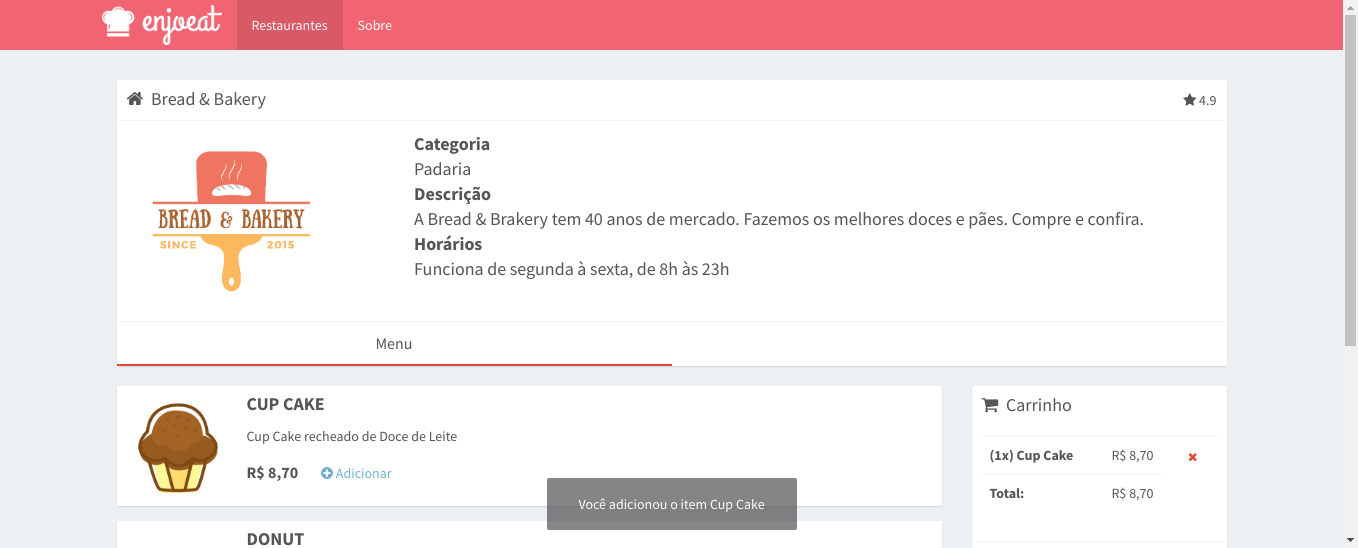 enjoeat
Restaurantes
Sobre
Bread & Bakery
4.9
BREAD & BAKERY
SINCE 2015
Categoria
Padaria
Descrição
A Bread & Brakery tem 40 anos de mercado. Fazemos os melhores doces e pães. Compre e confira.
Horários
Funciona de segunda à sexta, de 8h às 23h
Menu
CUP CAKE
Cup Cake recheado de Doce de Leite
R$ 8,70 Adicionar
DONUT
Carrinho
(1x) Cup Cake R$ 8,70
Total: R$ 8,70
Você adicionou o item Cup Cake